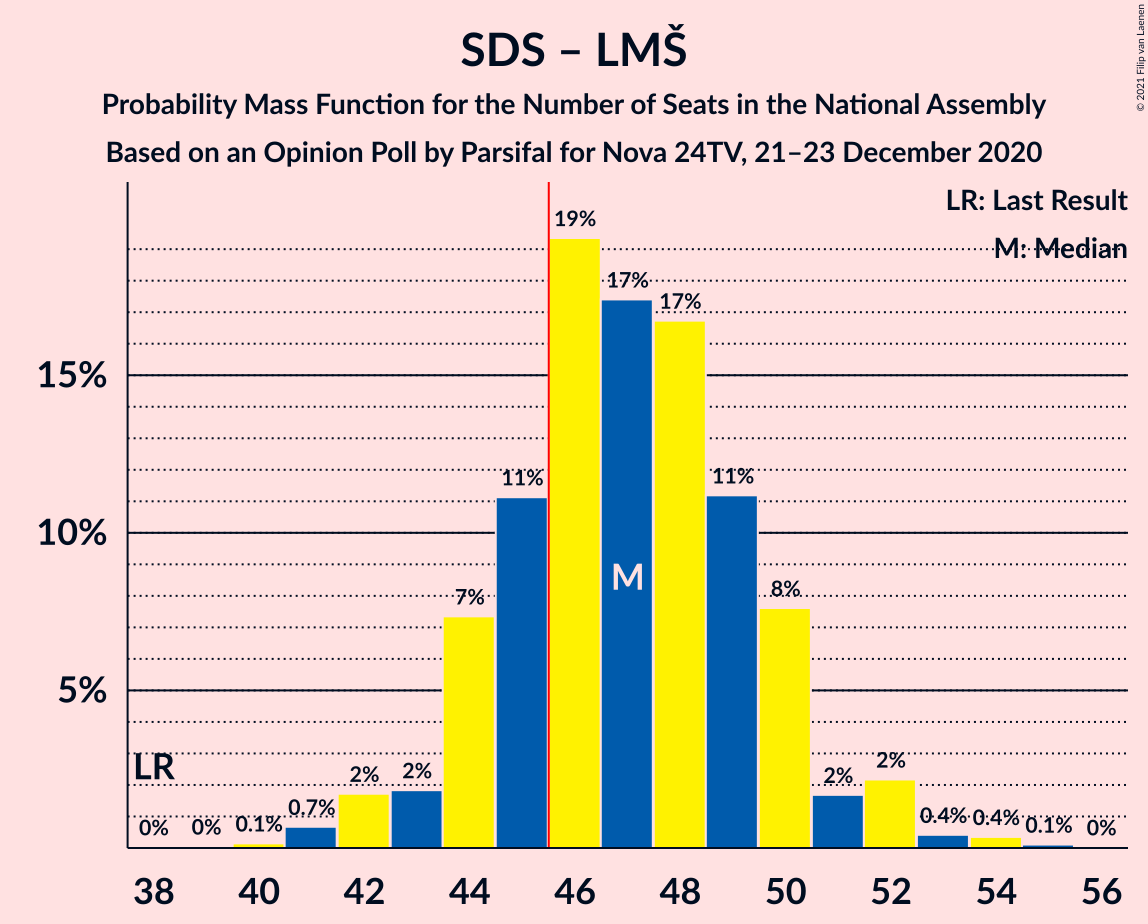 SDS – LMŠ
Probability Mass Function for the Number of Seats in the National Assembly
Based on an Opinion Poll by Parsifal for Nova 24TV, 21–23 December 2020
© 2021 Filip van Laenen
LR: Last Result
M: Median
15%
10%
5%
LR
0%
0%
0.1%
0.7%
2%
2%
7%
11%
19%
17%
17%
11%
8%
2%
2%
0.4%
0.4%
0.1%
0%
M
38 40 42 44 46 48 50 52 54 56